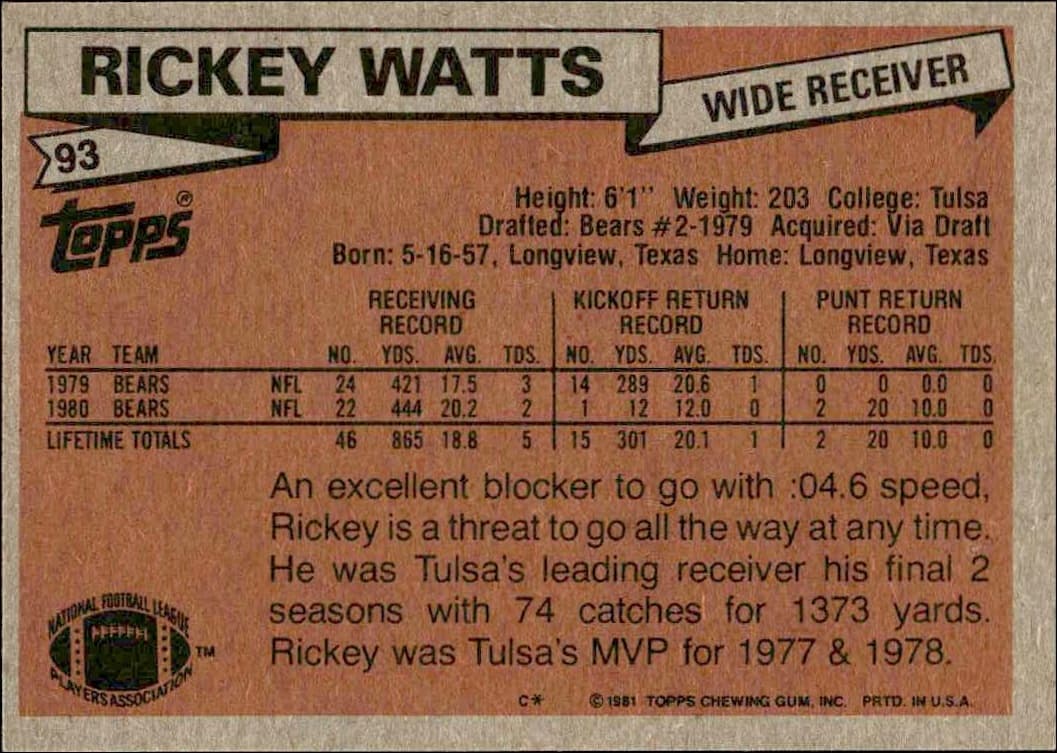 RICKEY WATTS
WIDE RECEIVER
93
Topps®
Height: 6'1" Weight: 203 College: Tulsa
Drafted: Bears #2-1979 Acquired: Via Draft
Born: 5-16-57, Longview, Texas Home: Longview, Texas
RECEIVING RECORD KICKOFF RETURN RECORD PUNT RETURN RECORD
YEAR TEAM NO. YDS. AVG. TDS. NO. YDS. AVG. TDS. NO. YDS. AVG. TDS.
1979 BEARS NFL 24 421 17.5 3 14 289 20.6 1 0 0 0.0 0
1980 BEARS NFL 22 444 20.2 2 1 12 12.0 0 2 20 10.0 0
LIFETIME TOTALS 46 865 18.8 5 15 301 20.1 1 2 20 10.0 0
An excellent blocker to go with :04.6 speed,
Rickey is a threat to go all the way at any time.
He was Tulsa's leading receiver his final 2
seasons with 74 catches for 1373 yards.
Rickey was Tulsa's MVP for 1977 & 1978.
NATIONAL FOOTBALL LEAGUE
PLAYERS ASSOCIATION
TM
C* © 1981 TOPPS CHEWING GUM, INC. PRTD. IN U.S.A.